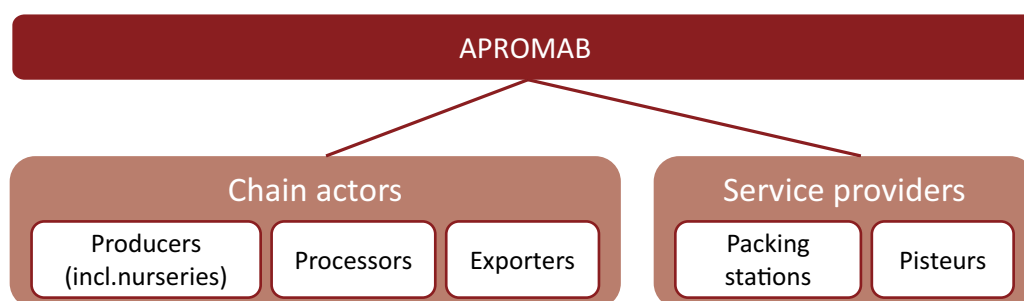 APROMAB
Chain actors
Service providers
Producers
(incl.nurseries)
Processors
Exporters
Packing
stations
Pisteurs